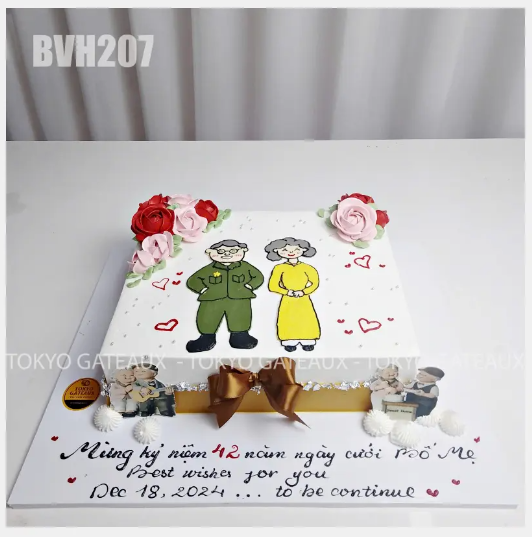 BVH207
TOKYO GATEAUX - TOKYO GATEAUX - TOKYO GATEAUX
Mừng kỷ niệm 42 năm ngày cưới Bố Mẹ
Best wishes for you
Dec 18, 2024 ... to be continue